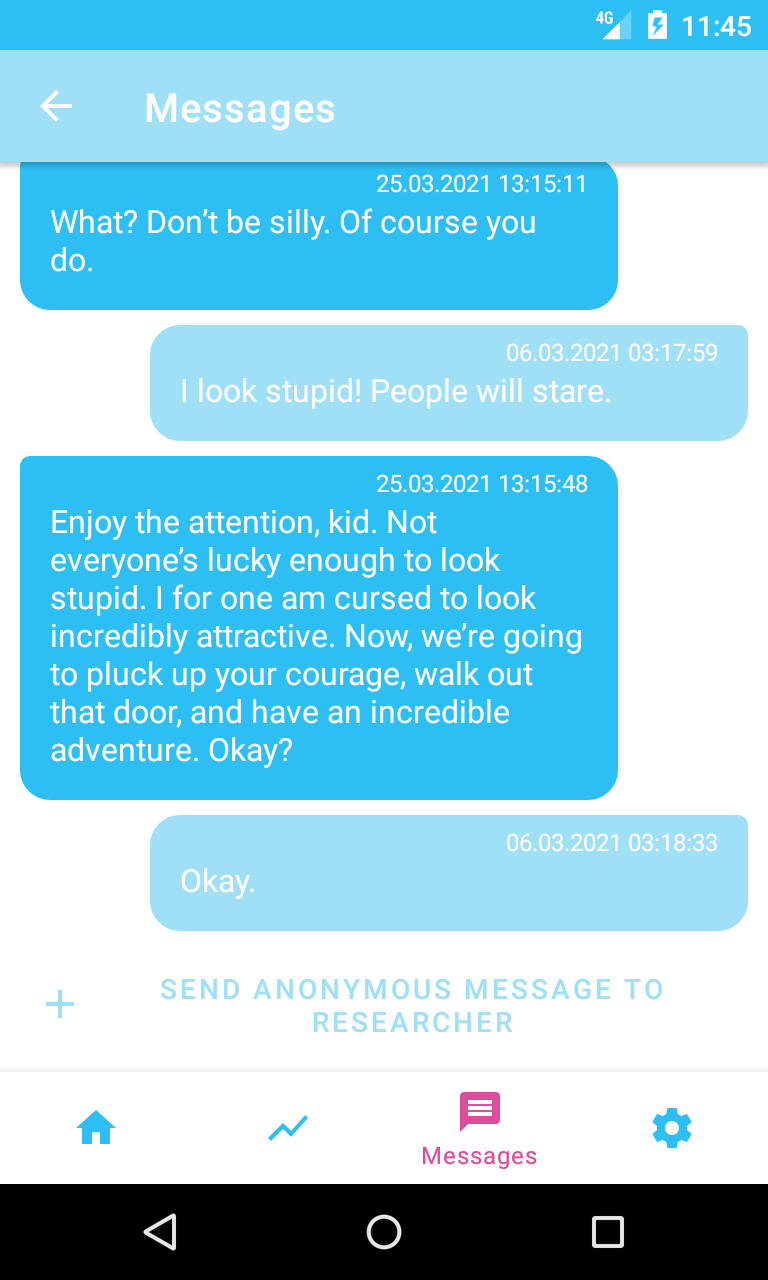 4G 11:45
Messages
25.03.2021 13:15:11
What? Don’t be silly. Of course you
do.
06.03.2021 03:17:59
I look stupid! People will stare.
25.03.2021 13:15:48
Enjoy the attention, kid. Not
everyone’s lucky enough to look
stupid. I for one am cursed to look
incredibly attractive. Now, we’re going
to pluck up your courage, walk out
that door, and have an incredible
adventure. Okay?
06.03.2021 03:18:33
Okay.
SEND ANONYMOUS MESSAGE TO
RESEARCHER
Messages